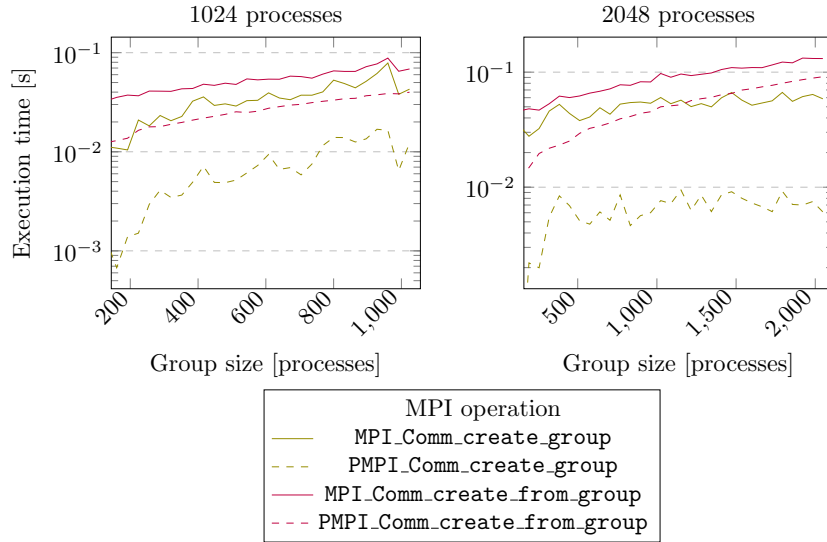 1024 processes
2048 processes
Execution time [s]
10⁻¹
10⁻²
10⁻³
200
400
600
800
1,000
Group size [processes]
10⁻¹
10⁻²
500
1,000
1,500
2,000
Group size [processes]
MPI operation
MPI_Comm_create_group
PMPI_Comm_create_group
MPI_Comm_create_from_group
PMPI_Comm_create_from_group